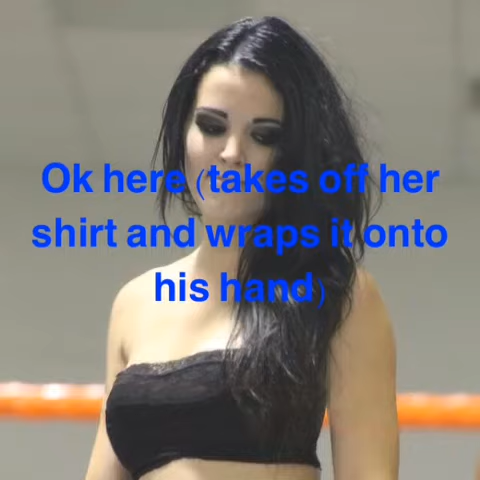 Ok here (takes off her
shirt and wraps it onto
his hand)